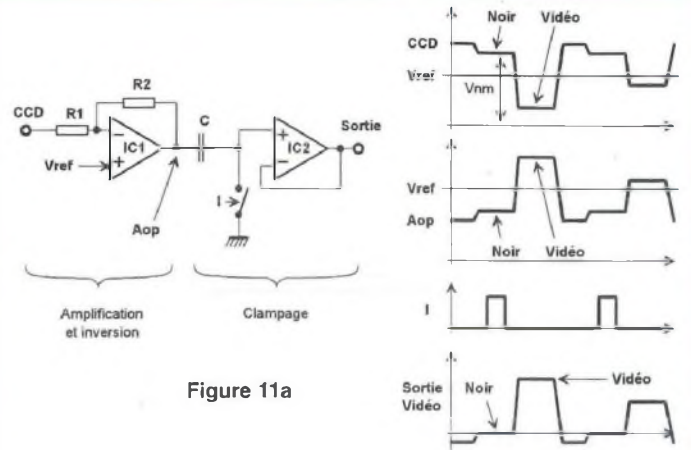 CCD
R1
R2
C
IC1
IC2
Sortie
Vref
Aop
I
Amplification
et inversion
Clampage
Figure 11a
Noir
Vidéo
CCD
Vref
Vnm
Vref
Aop
Noir
Vidéo
I
Noir
Vidéo
Sortie
Vidéo